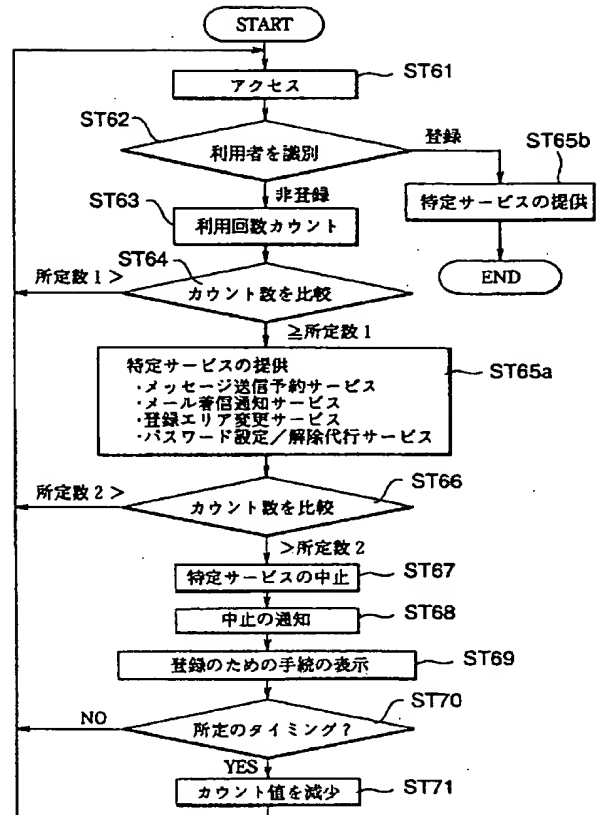 START
アクセス
ST61
ST62
利用者を識別
登録
ST65b
特定サービスの提供
END
非登録
ST63
利用回数カウント
ST64
所定数1>
カウント数を比較
≧所定数1
特定サービスの提供
・メッセージ送信予約サービス
・メール着信通知サービス
・登録エリア変更サービス
・パスワード設定/解除代行サービス
ST65a
所定数2>
カウント数を比較
ST66
>所定数2
特定サービスの中止
ST67
中止の通知
ST68
登録のための手続の表示
ST69
NO
所定のタイミング?
ST70
YES
カウント値を減少
ST71